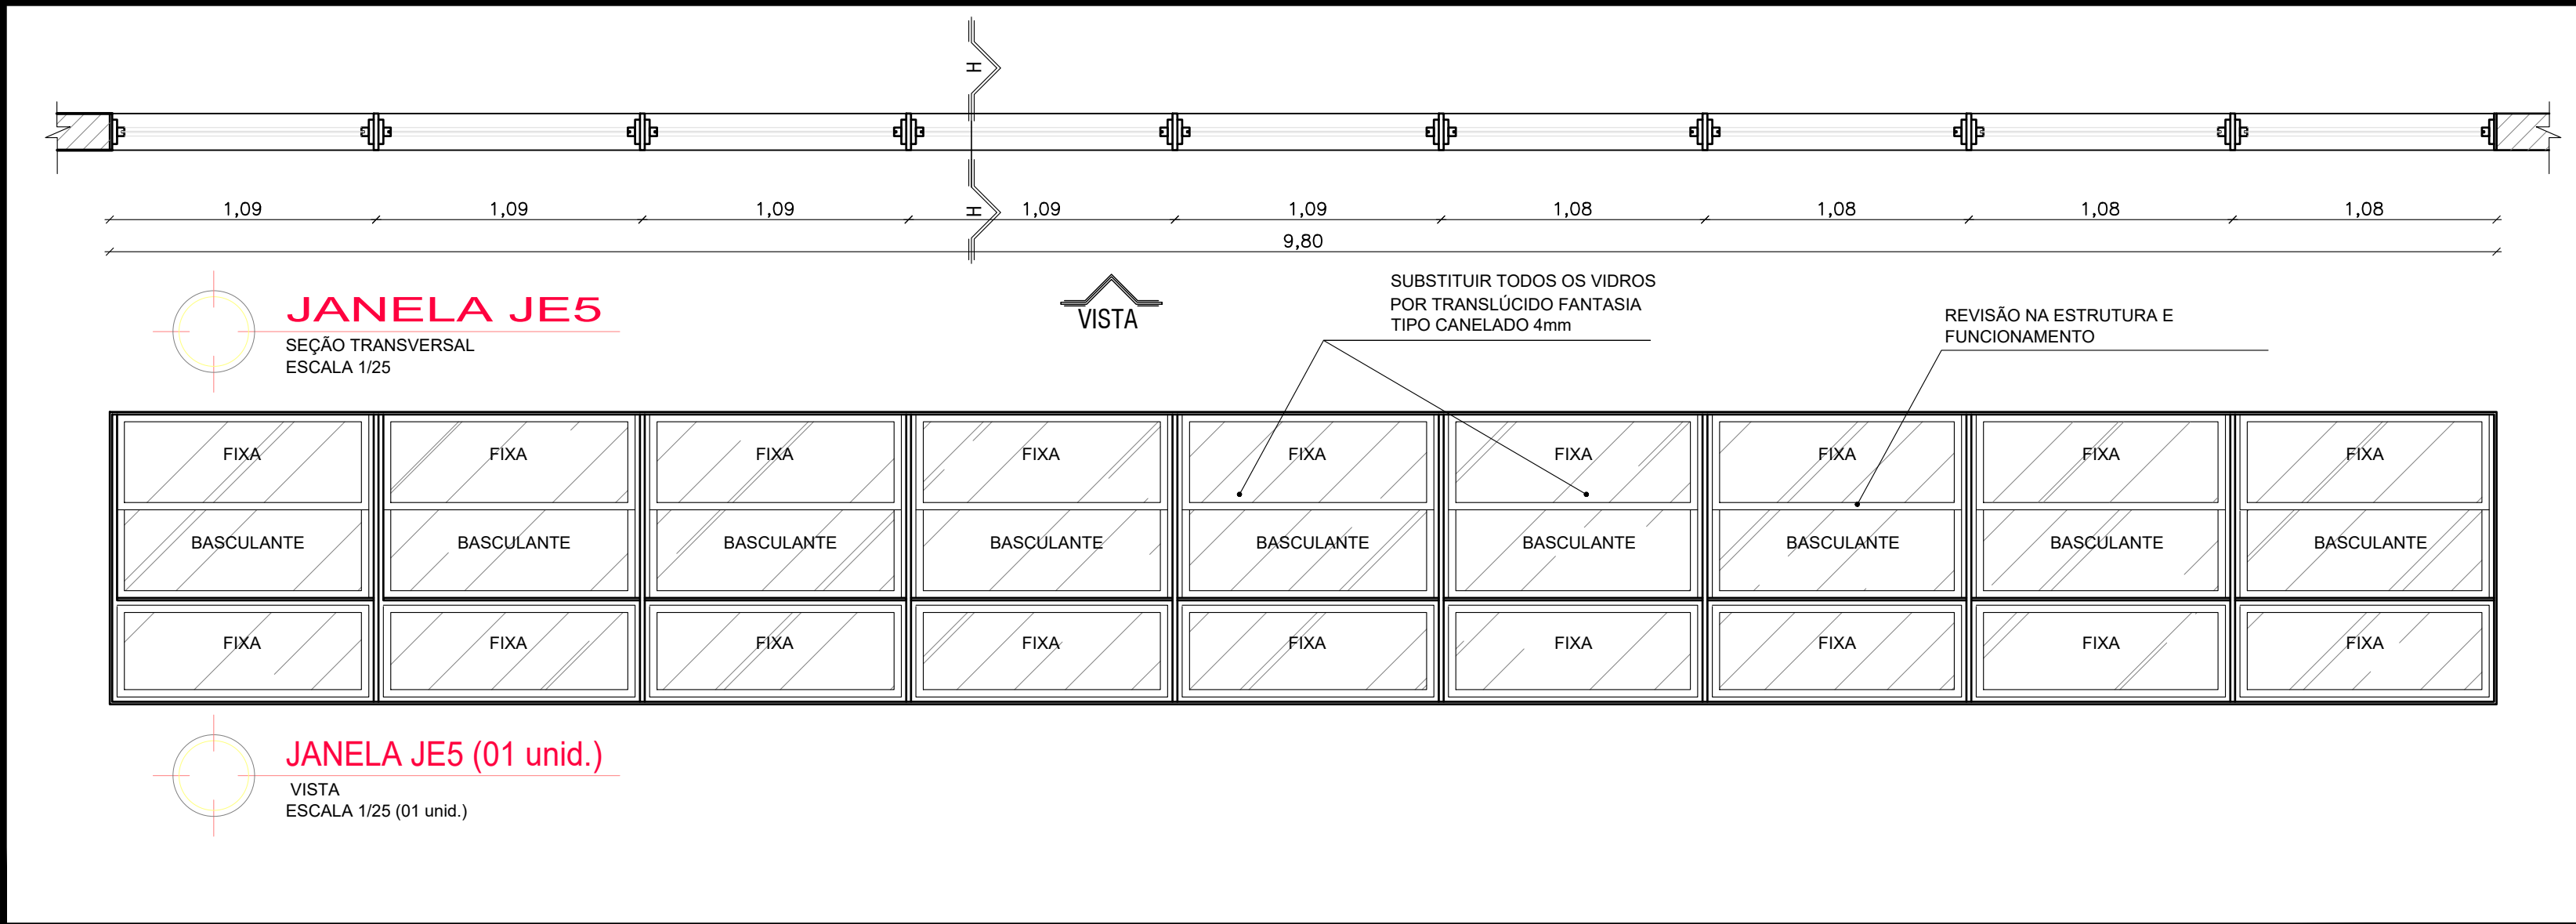 H
H
1,09
1,09
1,09
1,09
1,09
1,08
1,08
1,08
1,08
9,80
JANELA JE5
SEÇÃO TRANSVERSAL
ESCALA 1/25
VISTA
SUBSTITUIR TODOS OS VIDROS
POR TRANSLÚCIDO FANTASIA
TIPO CANELADO 4mm
REVISÃO NA ESTRUTURA E
FUNCIONAMENTO
FIXA
FIXA
FIXA
FIXA
FIXA
FIXA
FIXA
FIXA
FIXA
BASCULANTE
BASCULANTE
BASCULANTE
BASCULANTE
BASCULANTE
BASCULANTE
BASCULANTE
BASCULANTE
BASCULANTE
FIXA
FIXA
FIXA
FIXA
FIXA
FIXA
FIXA
FIXA
FIXA
JANELA JE5 (01 unid.)
VISTA
ESCALA 1/25 (01 unid.)